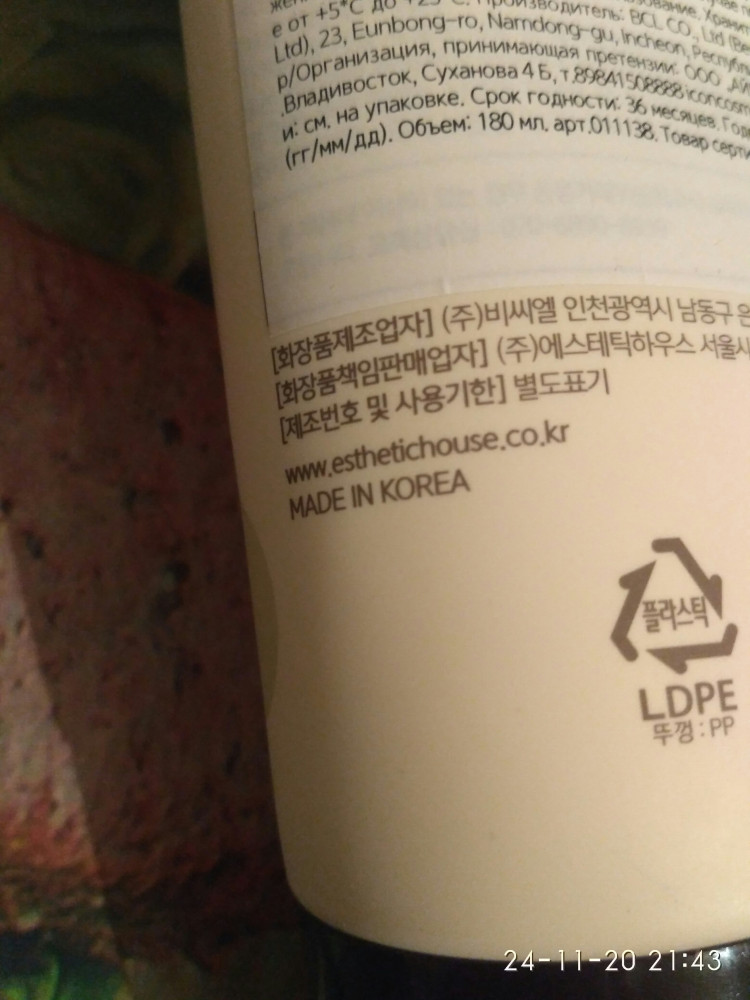 е от +5°C до +25°C. Производитель: BCL CO., Ltd
Ltd), 23, Eunbong-ro, Namdong-gu, Incheon,
р/Организация, принимающая претензии: ООО
.Владивосток, Суханова 4 Б, т.89841508888
и: см. на упаковке. Срок годности: 36 месяцев.
(гг/мм/дд). Объем: 180 мл. арт.011138. Товар
[화장품제조업자] (주)비씨엘 인천광역시 남동구 은
[화장품책임판매업자] (주)에스테틱하우스 서울시
[제조번호 및 사용기한] 별도표기
www.esthetichouse.co.kr
MADE IN KOREA
플라스틱
LDPE
뚜껑 : PP
24-11-20 21:43